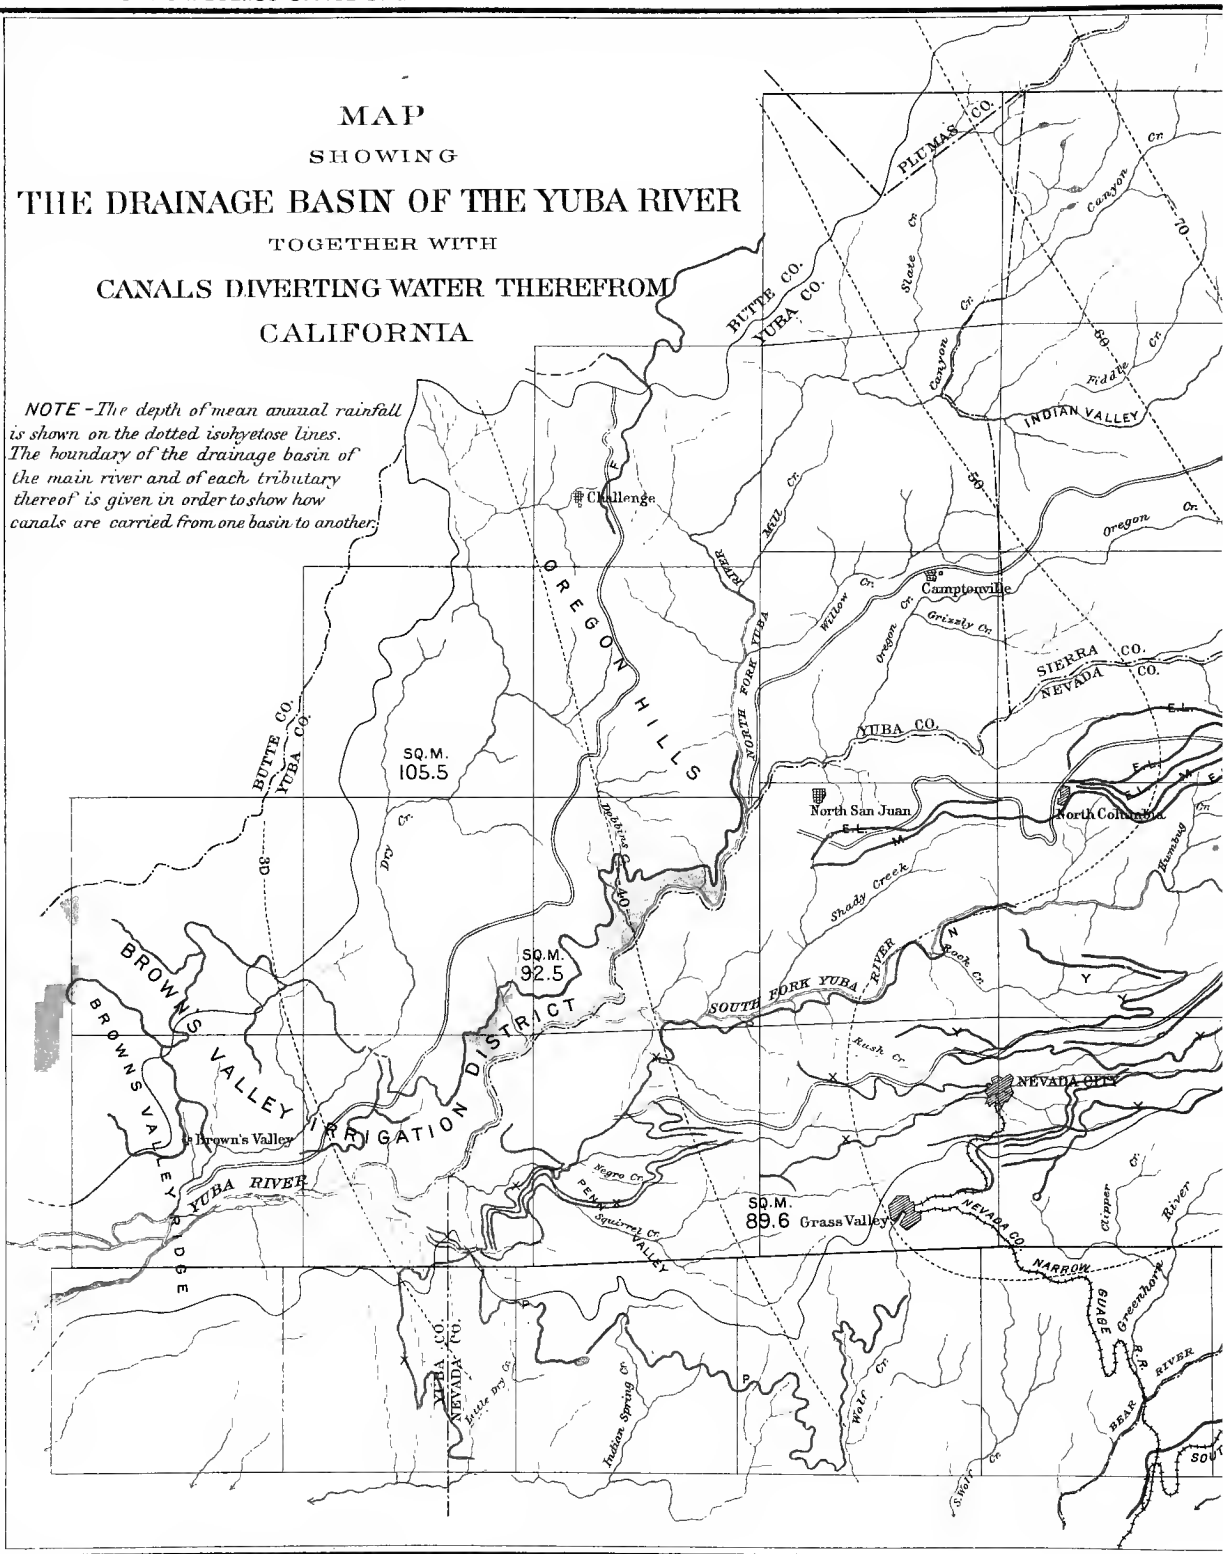 MAP
SHOWING
THE DRAINAGE BASIN OF THE YUBA RIVER
TOGETHER WITH
CANALS DIVERTING WATER THEREFROM
CALIFORNIA
NOTE - The depth of mean annual rainfall
is shown on the dotted isohyetose lines.
The boundary of the drainage basin of
the main river and of each tributary
thereof is given in order to show how
canals are carried from one basin to another.
PLUMAS CO.
Canyon Cr.
70
Slate Cr.
BUTTE CO.
YUBA CO.
Canyon Cr.
60
Fiddle Cr.
INDIAN VALLEY
F
Challenge
Mill Cr.
50
Oregon Cr.
OREGON HILLS
NORTH FORK YUBA RIVER
Willow Cr.
Camptonville
Oregon Cr.
Grizzly Cr.
SIERRA CO.
NEVADA CO.
YUBA CO.
E.L.
BUTTE CO.
YUBA CO.
SQ.M.
105.5
Dry Cr.
30
Dobbins Cr.
40
North San Juan
E.L.
M
North Columbia
E.L.
E.L.
M
E
Humbug Cr.
Shady Creek
N
Rock Cr.
SQ.M.
92.5
SOUTH FORK YUBA RIVER
Y
Y
BROWNS VALLEY IRRIGATION DISTRICT
BROWNS VALLEY RIDGE
Rush Cr.
X
X
X
X
X
NEVADA CITY
X
Brown's Valley
YUBA RIVER
X
Negro Cr.
PENN VALLEY
X
Squirrel Cr.
SQ.M.
89.6
Grass Valley
NEVADA CO. NARROW GUAGE R.R.
Clipper Cr.
Greenhorn River
BEAR RIVER
X
YUBA CO.
NEVADA CO.
P
Little Dry Cr.
Indian Spring Cr
P
Wolf Cr.
S. Wolf Cr.
SOUT